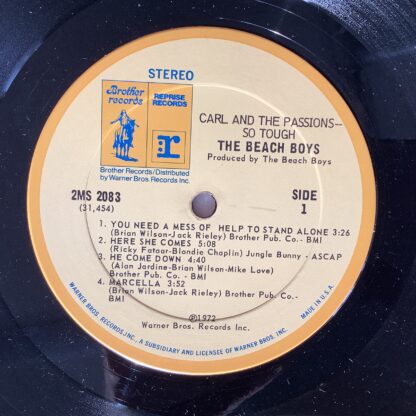 STEREO
Brother
records
REPRISE
RECORDS
r
Brother Records/Distributed
by Warner Bros. Records Inc.
CARL AND THE PASSIONS--
SO TOUGH
THE BEACH BOYS
Produced by The Beach Boys
2MS 2083
(31,454)
SIDE
1
1. YOU NEED A MESS OF HELP TO STAND ALONE 3:26
(Brian Wilson-Jack Rieley) Brother Pub. Co. - BMI
2. HERE SHE COMES 5:08
(Ricky Fataar-Blondie Chaplin) Jungle Bunny - ASCAP
3. HE COME DOWN 4:40
(Alan Jardine-Brian Wilson-Mike Love)
Brother Pub. Co. - BMI
4. MARCELLA 3:52
(Brian Wilson-Jack Rieley) Brother Pub. Co. -
BMI
℗1972
Warner Bros. Records Inc.
WARNER BROS. RECORDS INC., A SUBSIDIARY AND LICENSEE OF WARNER BROS. INC.
MADE IN U.S.A.